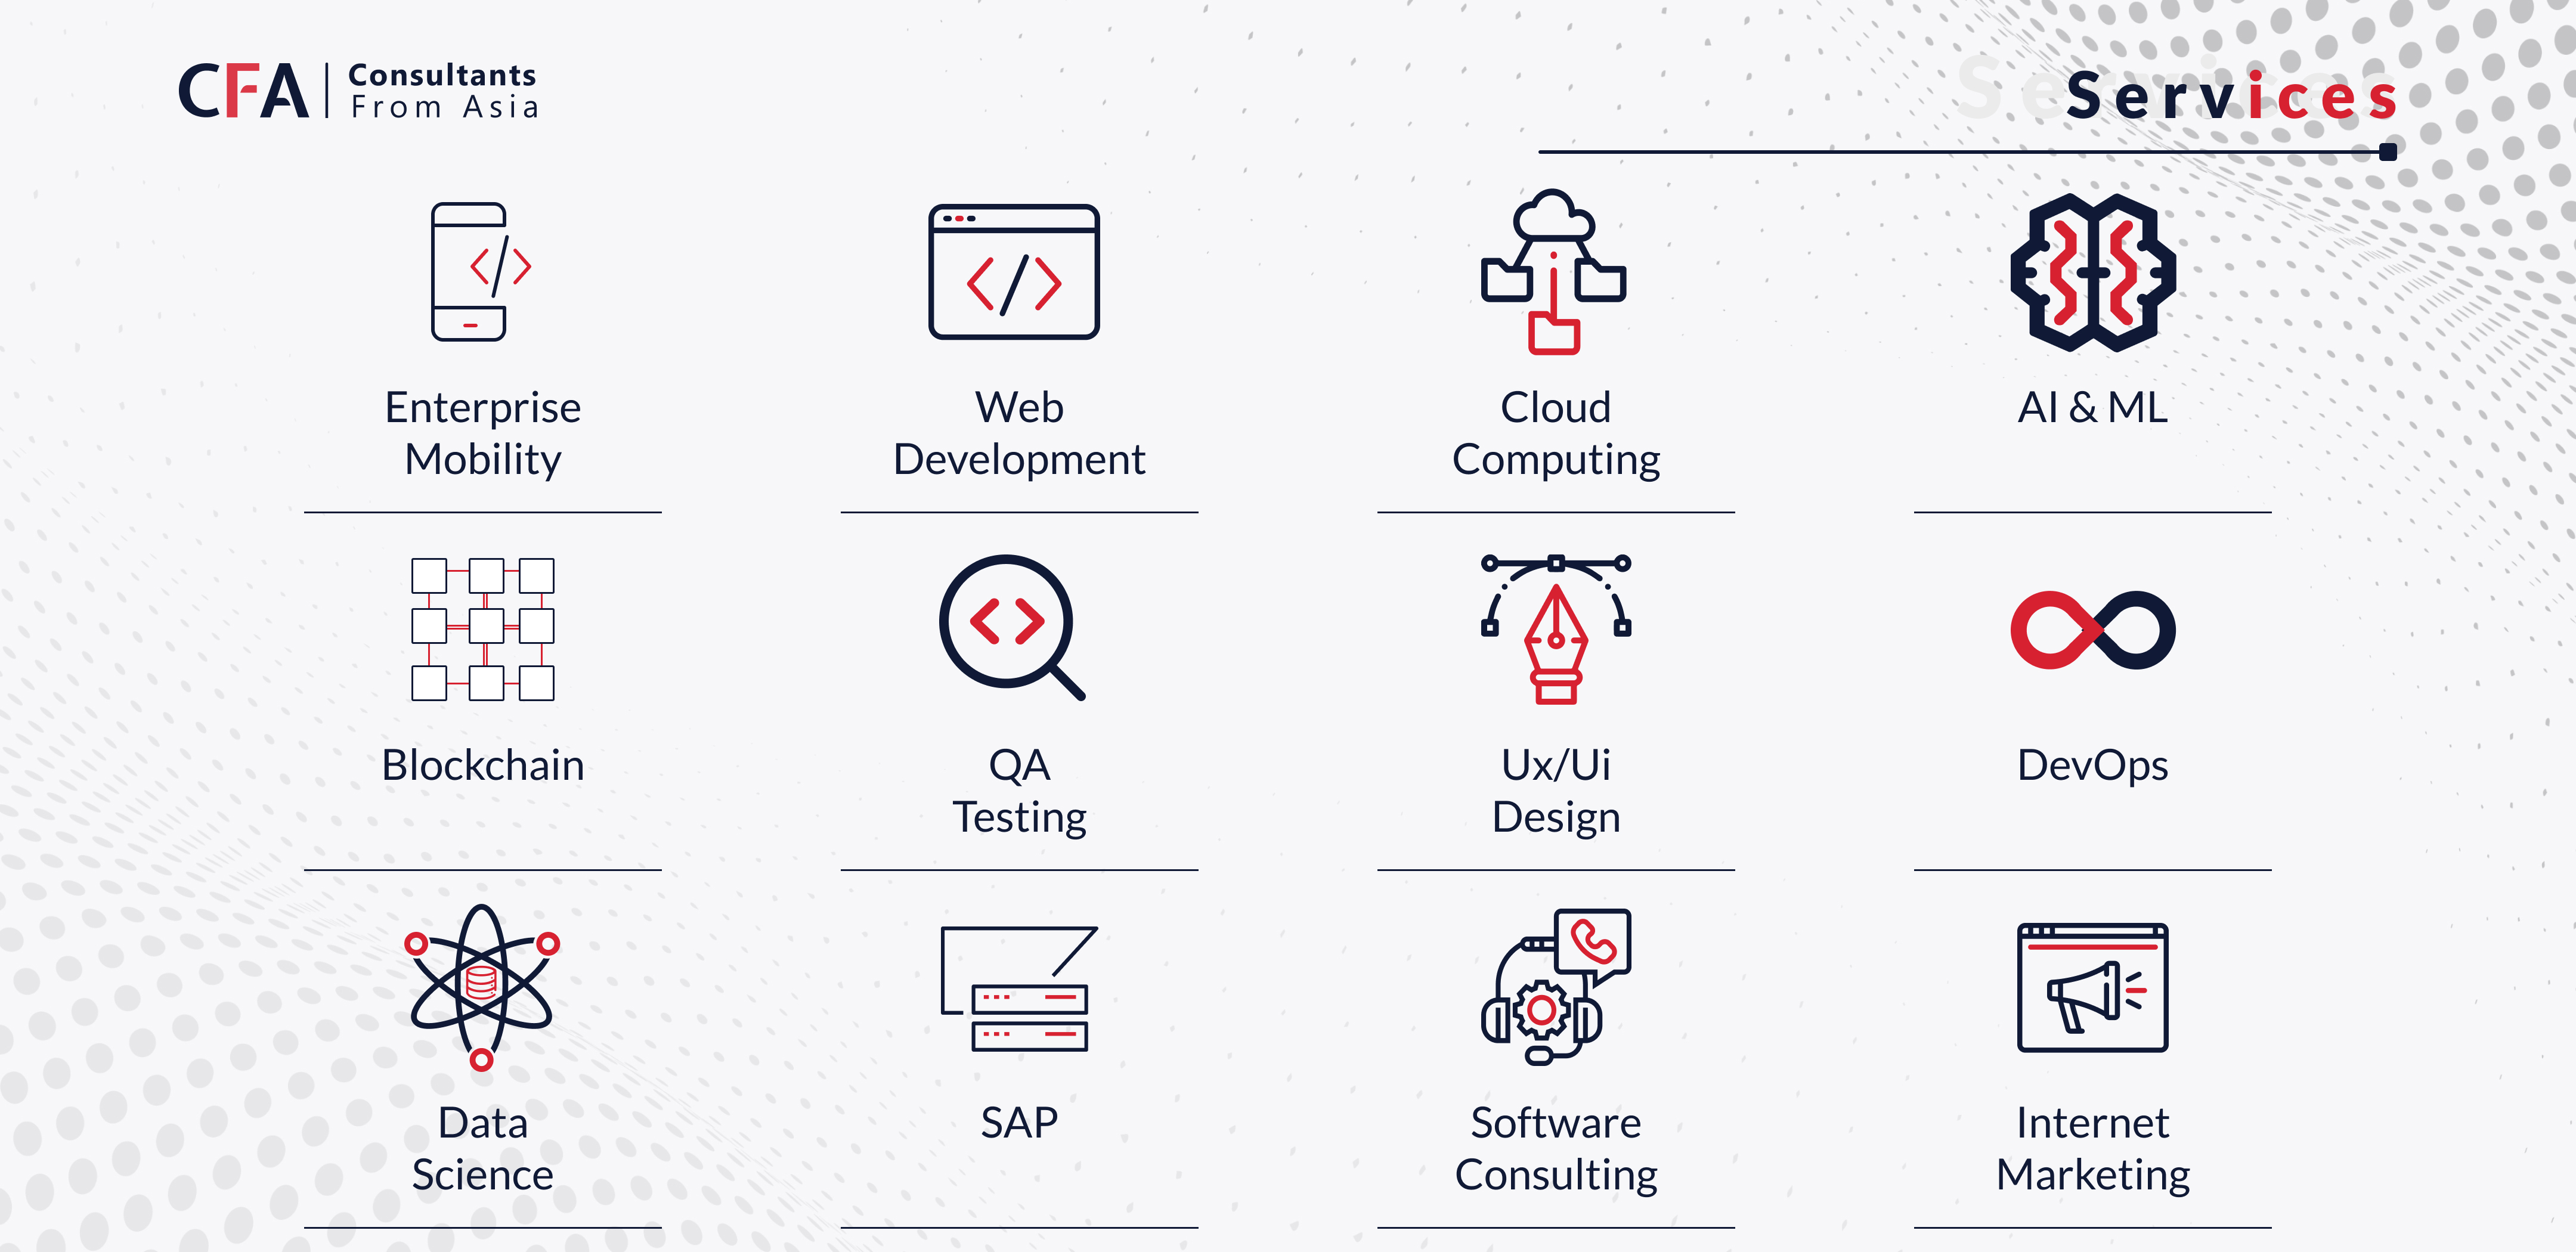 CFA
Consultants
From Asia
Services
Enterprise
Mobility
Web
Development
Cloud
Computing
AI & ML
Blockchain
QA
Testing
Ux/Ui
Design
DevOps
Data
Science
SAP
Software
Consulting
Internet
Marketing